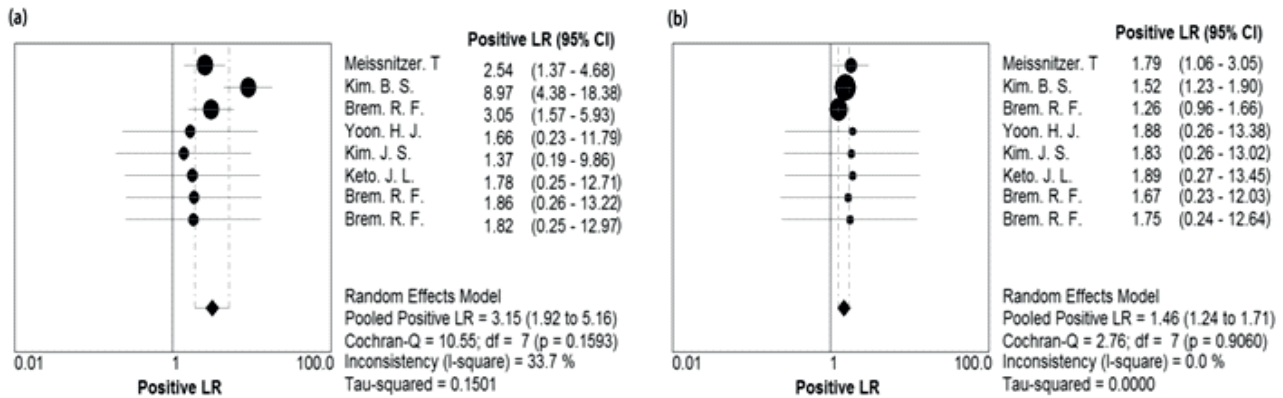 (a)
Positive LR (95% CI)
Meissnitzer. T 2.54 (1.37 - 4.68)
Kim. B. S. 8.97 (4.38 - 18.38)
Brem. R. F. 3.05 (1.57 - 5.93)
Yoon. H. J. 1.66 (0.23 - 11.79)
Kim. J. S. 1.37 (0.19 - 9.86)
Keto. J. L. 1.78 (0.25 - 12.71)
Brem. R. F. 1.86 (0.26 - 13.22)
Brem. R. F. 1.82 (0.25 - 12.97)
Random Effects Model
Pooled Positive LR = 3.15 (1.92 to 5.16)
Cochran-Q = 10.55; df = 7 (p = 0.1593)
Inconsistency (I-square) = 33.7 %
Tau-squared = 0.1501
0.01 1 100.0
Positive LR
(b)
Positive LR (95% CI)
Meissnitzer. T 1.79 (1.06 - 3.05)
Kim. B. S. 1.52 (1.23 - 1.90)
Brem. R. F. 1.26 (0.96 - 1.66)
Yoon. H. J. 1.88 (0.26 - 13.38)
Kim. J. S. 1.83 (0.26 - 13.02)
Keto. J. L. 1.89 (0.27 - 13.45)
Brem. R. F. 1.67 (0.23 - 12.03)
Brem. R. F. 1.75 (0.24 - 12.64)
Random Effects Model
Pooled Positive LR = 1.46 (1.24 to 1.71)
Cochran-Q = 2.76; df = 7 (p = 0.9060)
Inconsistency (I-square) = 0.0 %
Tau-squared = 0.0000
0.01 1 100.0
Positive LR